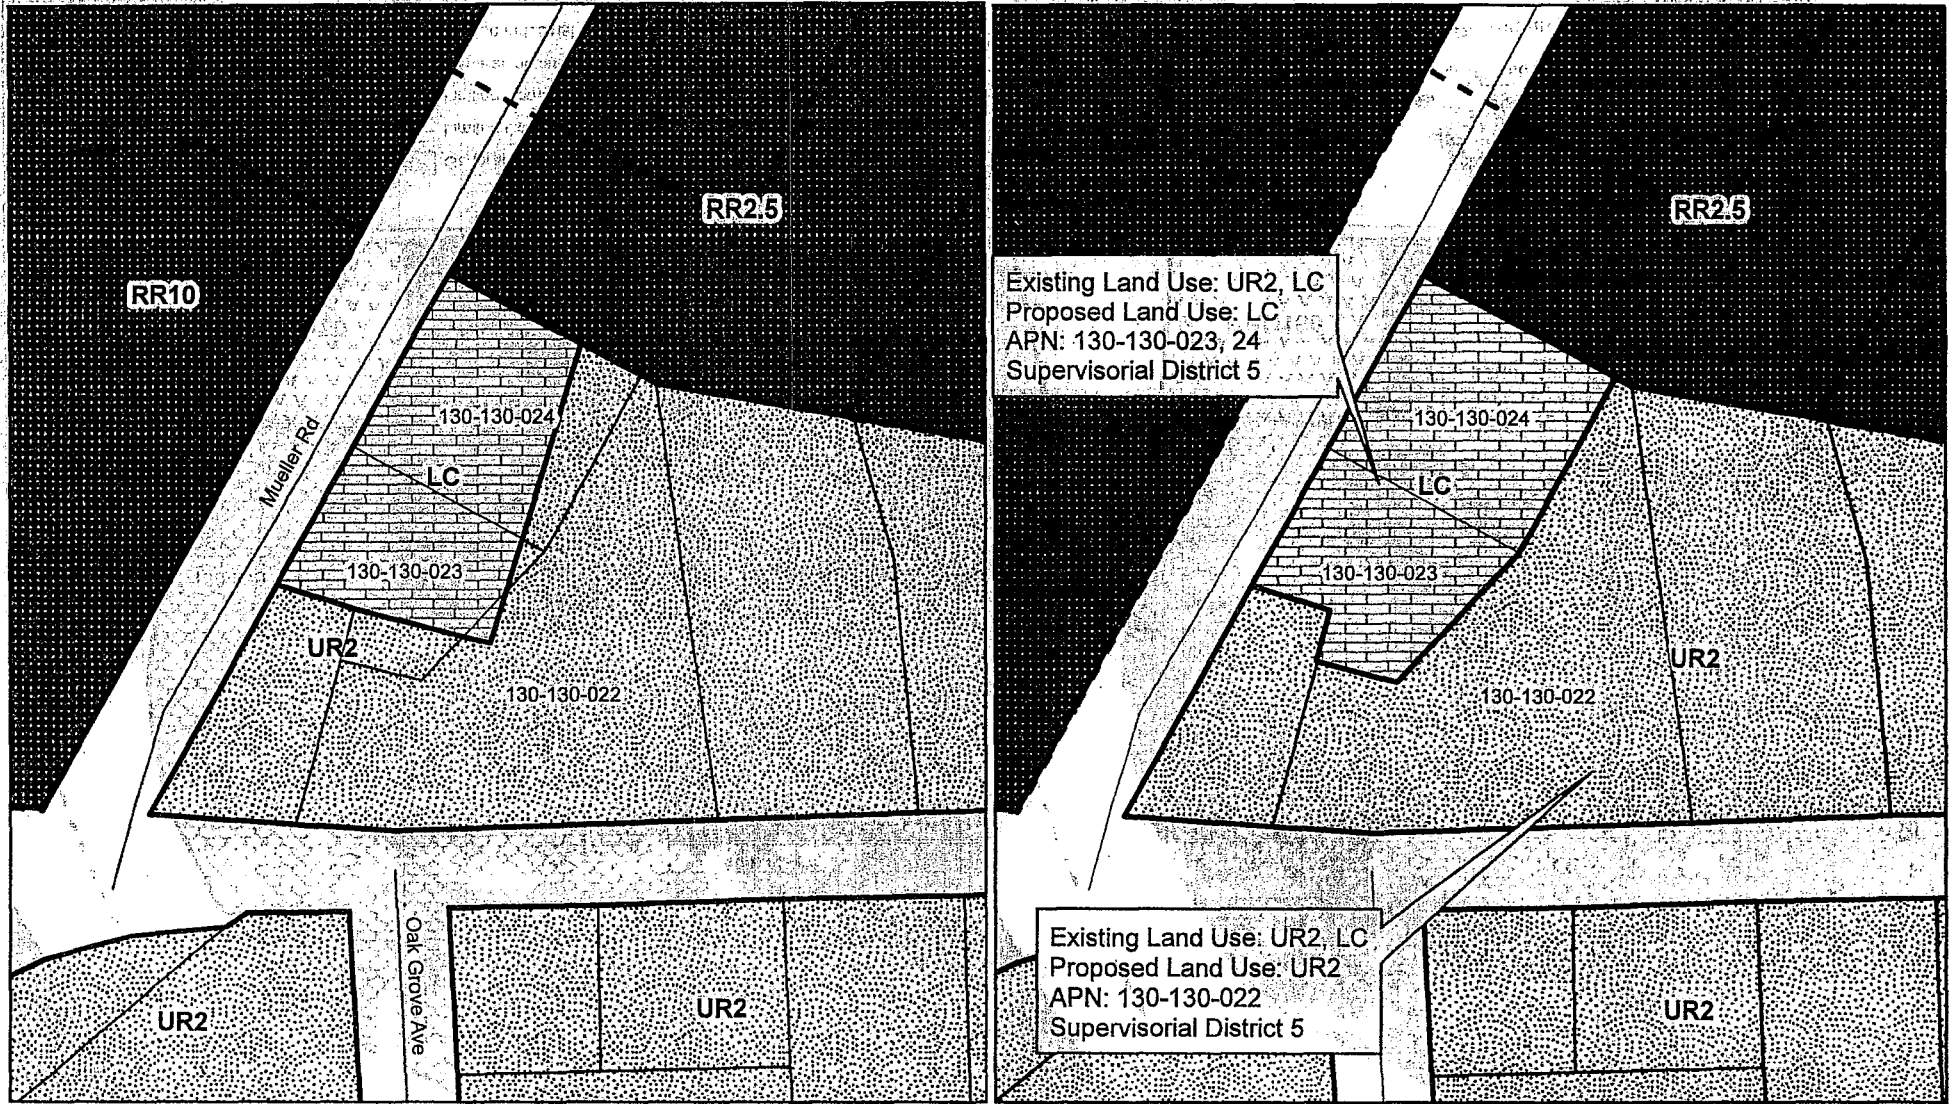 RR2.5
RR10
130-130-024
Mueller Rd
LC
130-130-023
UR2
130-130-022
Oak Grove Ave
UR2
UR2
RR2.5
Existing Land Use: UR2, LC
Proposed Land Use: LC
APN: 130-130-023, 24
Supervisorial District 5
130-130-024
LC
130-130-023
UR2
130-130-022
Existing Land Use: UR2, LC
Proposed Land Use: UR2
APN: 130-130-022
Supervisorial District 5
UR2